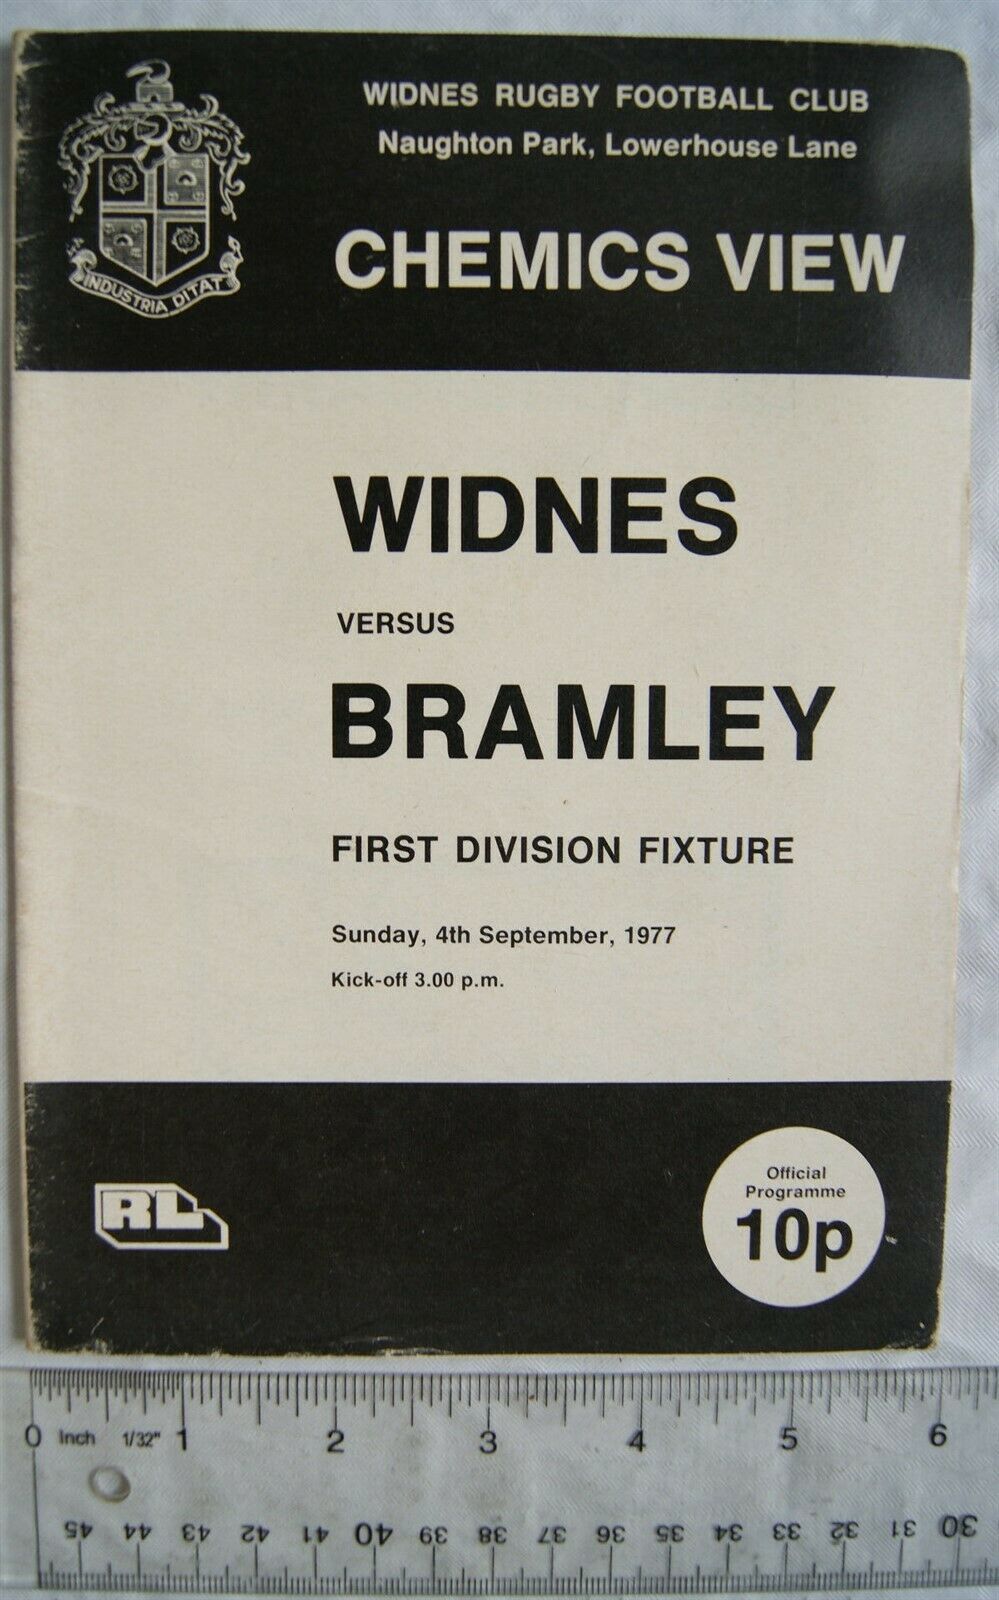 WIDNES RUGBY FOOTBALL CLUB
Naughton Park, Lowerhouse Lane
CHEMICS VIEW
INDUSTRIA DITAT
WIDNES
VERSUS
BRAMLEY
FIRST DIVISION FIXTURE
Sunday, 4th September, 1977
Kick-off 3.00 p.m.
RL
Official
Programme
10p
0 Inch 1/32" 1 2 3 4 5 6
45 44 43 42 41 40 39 38 37 36 35 34 33 32 31 30